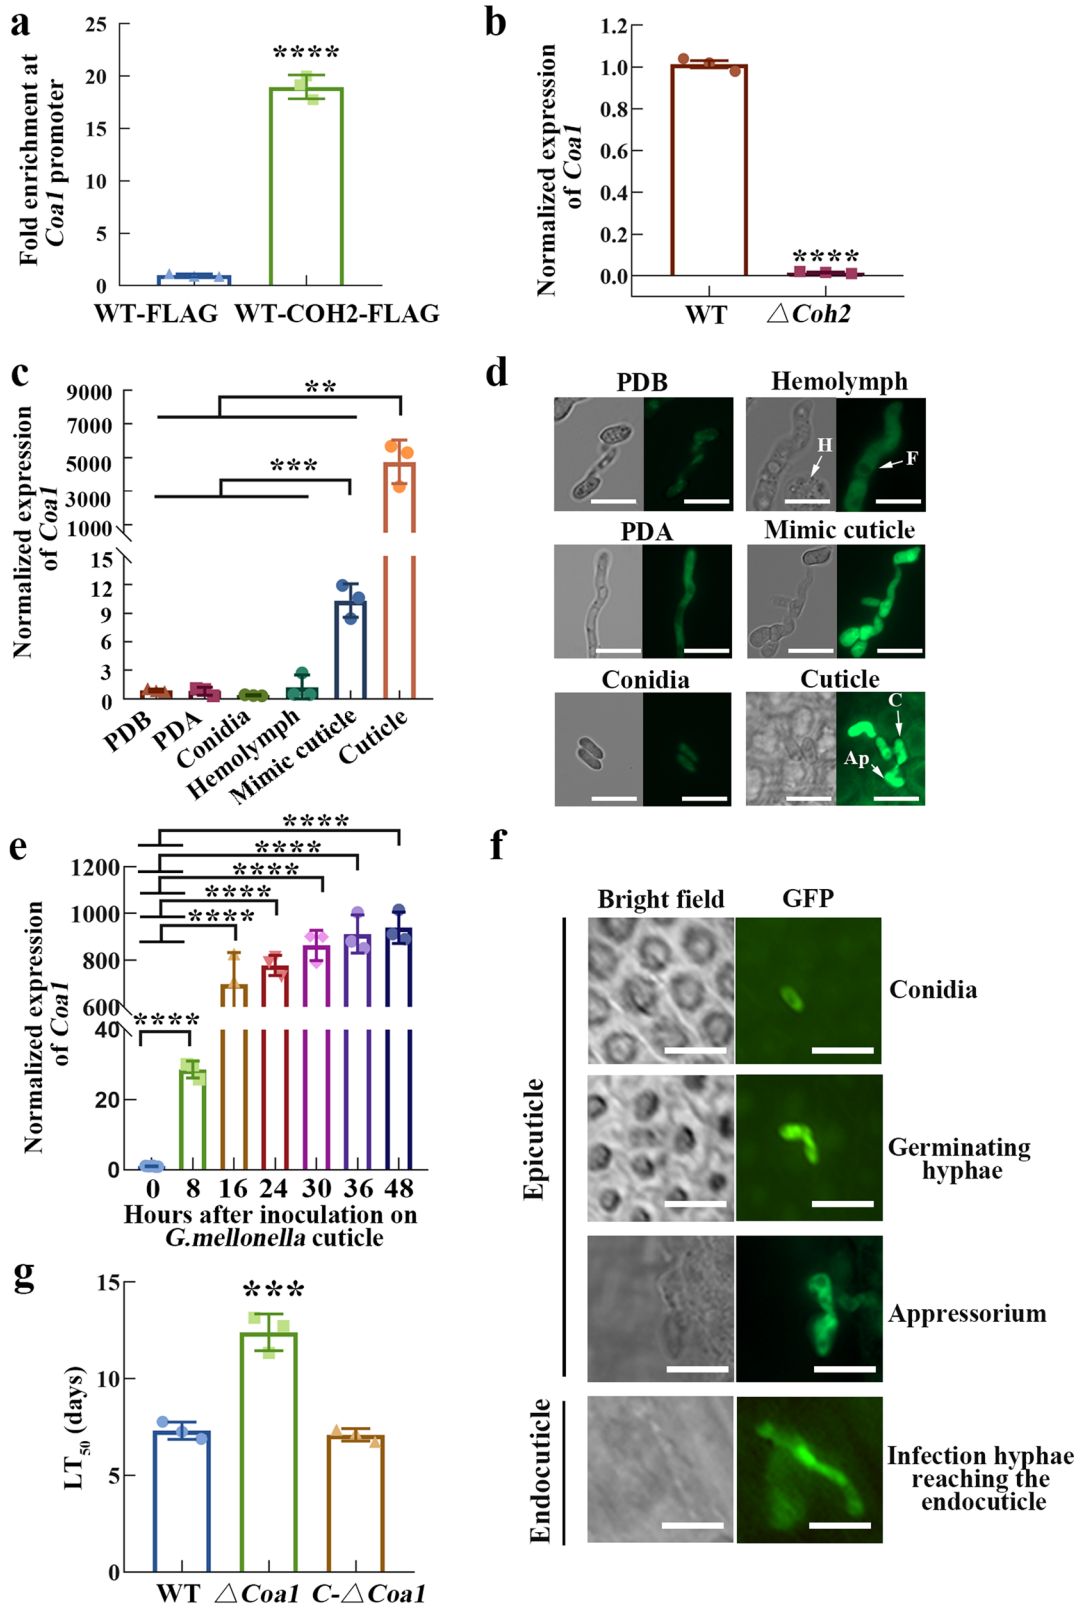 a
Fold enrichment at
Coa1 promoter
25
20
15
10
5
0
****
WT-FLAG WT-COH2-FLAG
b
Normalized expression
of Coa1
1.2
1.0
0.8
0.6
0.4
0.2
0.0
****
WT △Coh2
c
Normalized expression
of Coa1
9000
7000
5000
3000
1000
15
12
9
6
3
0
**
***
PDB
PDA
Conidia
Hemolymph
Mimic cuticle
Cuticle
d
PDB
Hemolymph
H
F
PDA
Mimic cuticle
Conidia
Cuticle
C
Ap
e
Normalized expression
of Coa1
1200
1000
800
600
40
20
0
****
****
****
****
****
****
0 8 16 24 30 36 48
Hours after inoculation on
G.mellonella cuticle
f
Bright field GFP
Epicuticle
Endocuticle
Conidia
Germinating
hyphae
Appressorium
Infection hyphae
reaching the
endocuticle
g
LT50 (days)
15
10
5
0
***
WT △Coa1 C-△Coa1